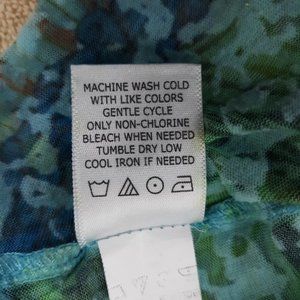 MACHINE WASH COLD
WITH LIKE COLORS
GENTLE CYCLE
ONLY NON-CHLORINE
BLEACH WHEN NEEDED
TUMBLE DRY LOW
COOL IRON IF NEEDED